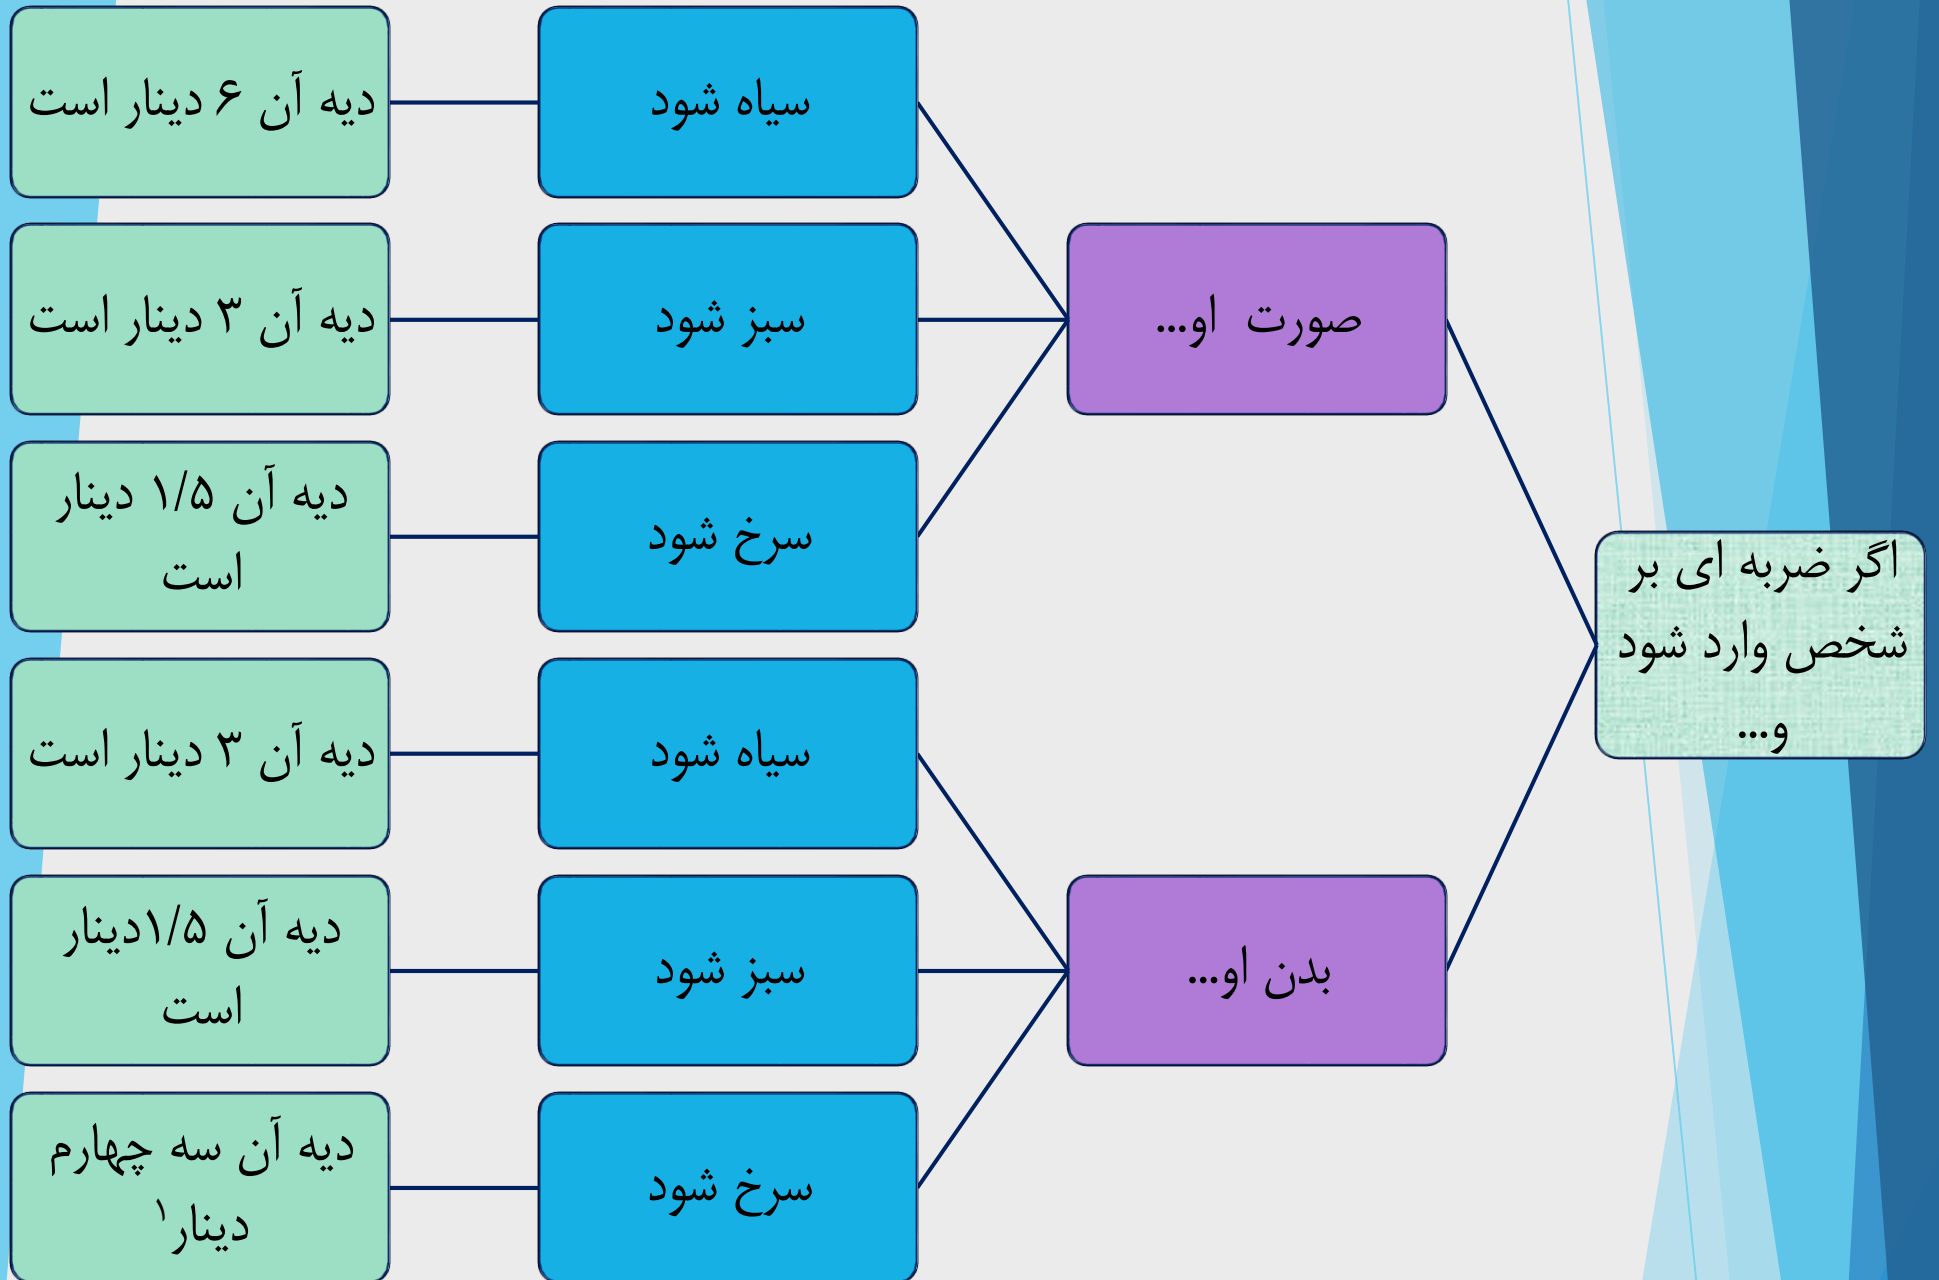 اگر ضربه ای بر
شخص وارد شود
و...
صورت او...
سیاه شود
دیه آن ۶ دینار است
سبز شود
دیه آن ۳ دینار است
سرخ شود
دیه آن ۱/۵ دینار
است
بدن او...
سیاه شود
دیه آن ۳ دینار است
سبز شود
دیه آن ۱/۵دینار
است
سرخ شود
دیه آن سه چهارم
دینار۱